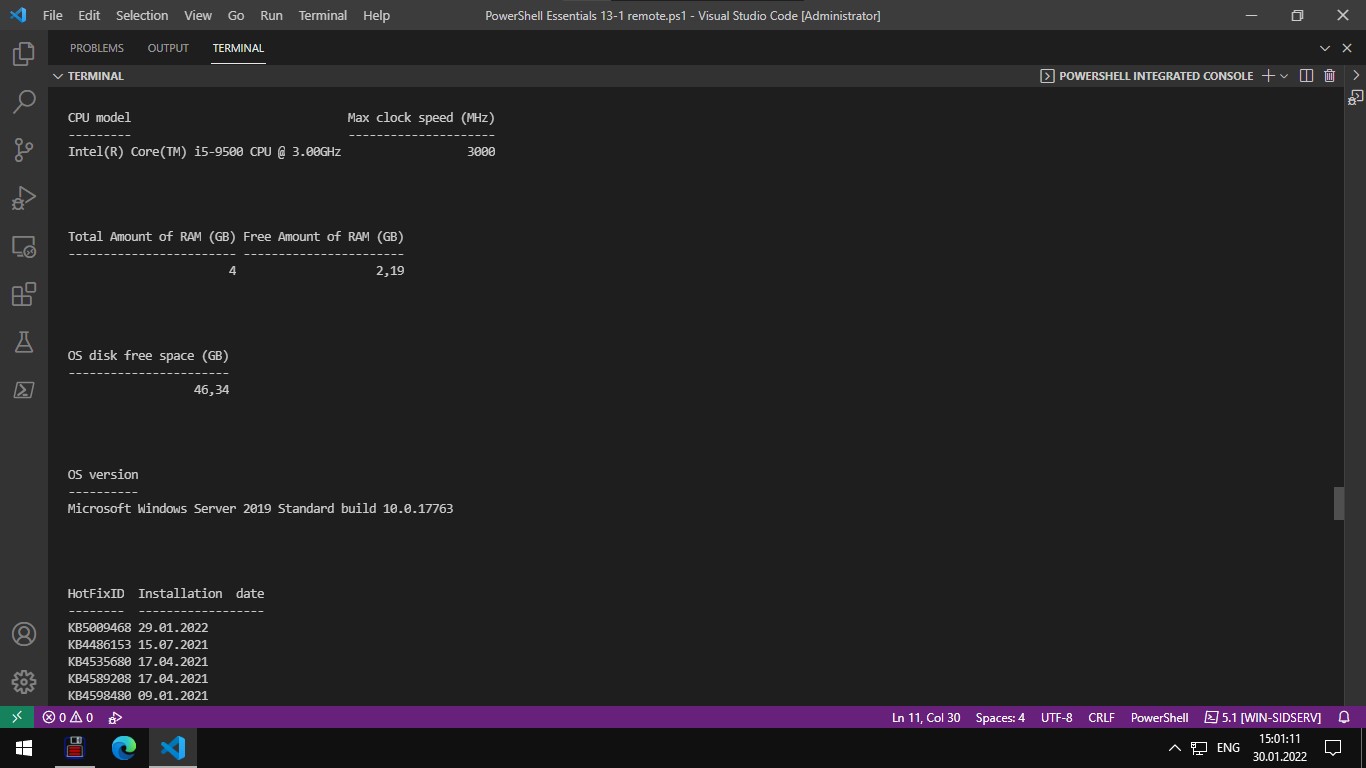 File Edit Selection View Go Run Terminal Help PowerShell Essentials 13-1 remote.ps1 - Visual Studio Code [Administrator]
PROBLEMS OUTPUT TERMINAL
TERMINAL POWERSHELL INTEGRATED CONSOLE
CPU model Max clock speed (MHz)
--------- ---------------------
Intel(R) Core(TM) i5-9500 CPU @ 3.00GHz 3000
Total Amount of RAM (GB) Free Amount of RAM (GB)
------------------------ -----------------------
4 2,19
OS disk free space (GB)
-----------------------
46,34
OS version
----------
Microsoft Windows Server 2019 Standard build 10.0.17763
HotFixID Installation date
-------- ------------------
KB5009468 29.01.2022
KB4486153 15.07.2021
KB4535680 17.04.2021
KB4589208 17.04.2021
KB4598480 09.01.2021
0 0 Ln 11, Col 30 Spaces: 4 UTF-8 CRLF PowerShell 5.1 [WIN-SIDSERV]
ENG 15:01:11
30.01.2022